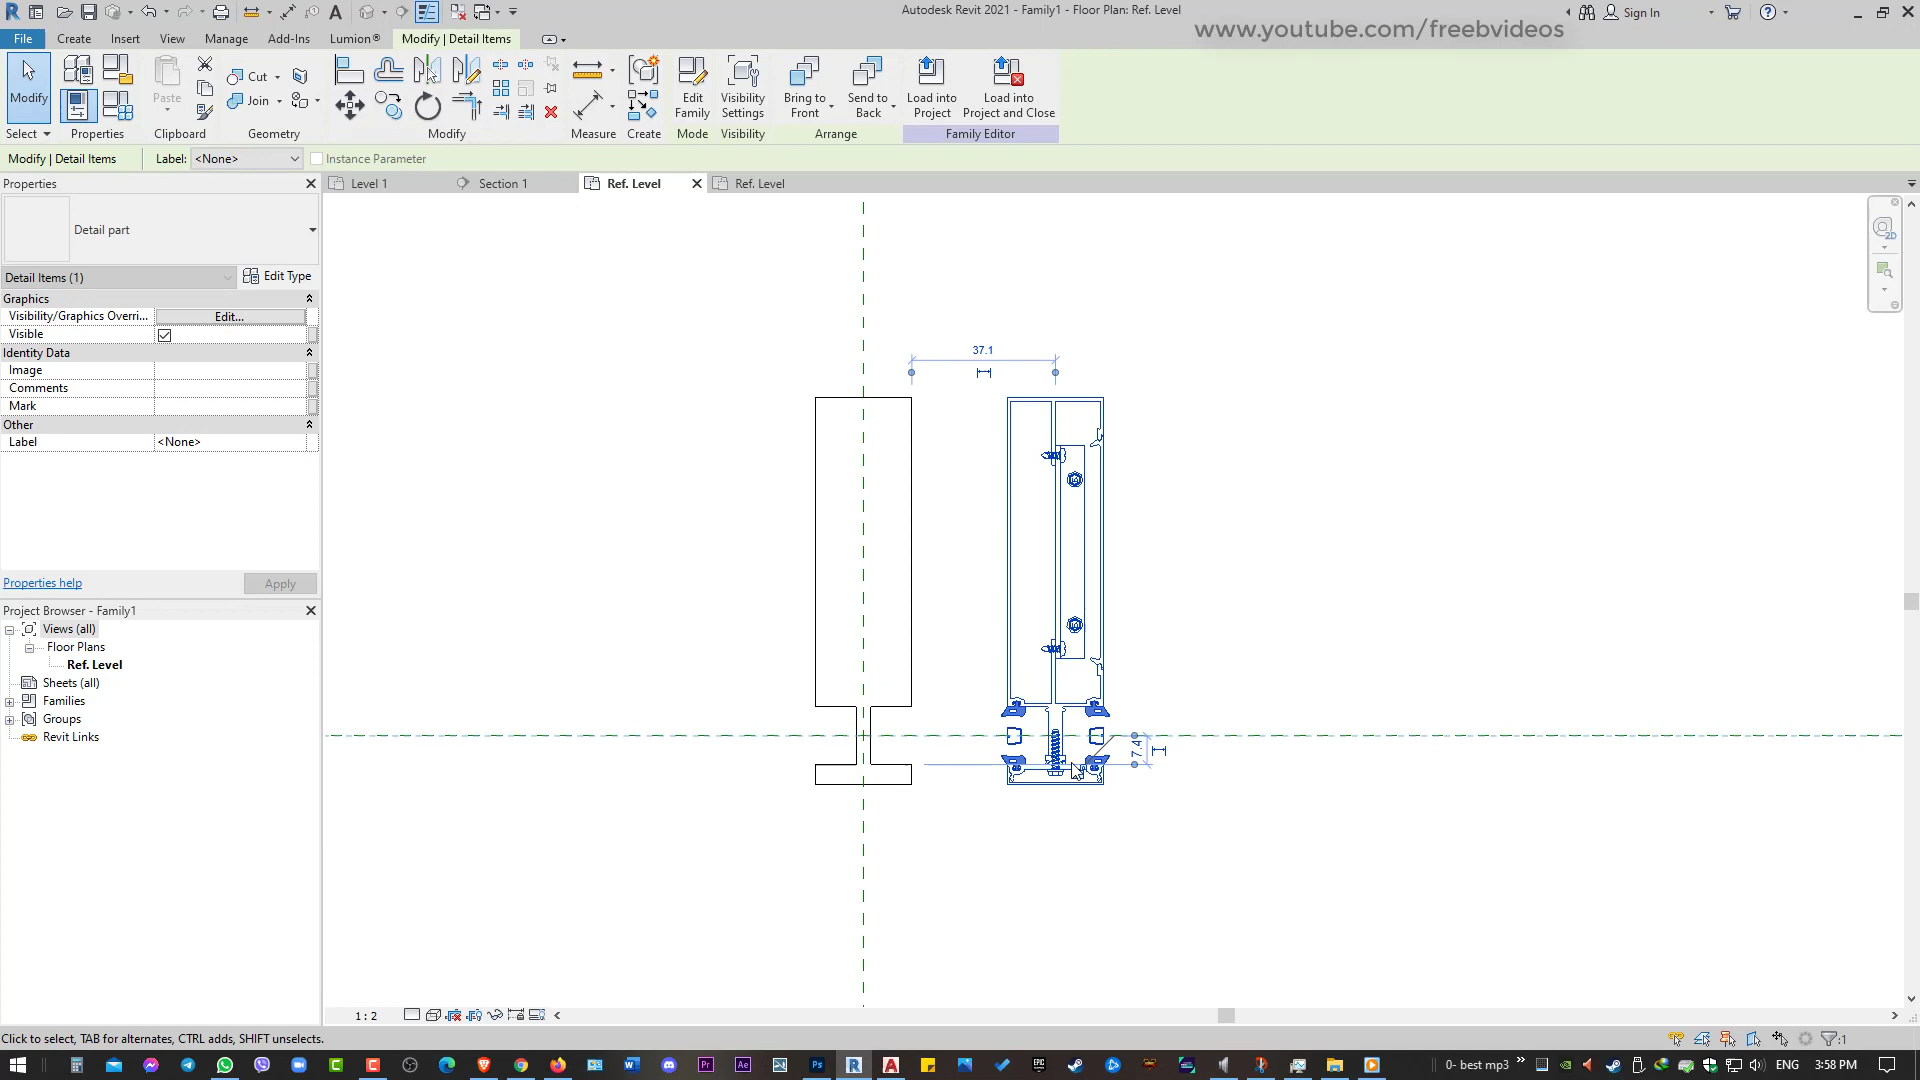 Autodesk Revit 2021 - Family1 - Floor Plan: Ref. Level
Sign In
www.youtube.com/freebvideos
File
Create
Insert
View
Manage
Add-Ins
Lumion®
Modify | Detail Items
Modify
Paste
Cut
Join
Edit Family
Visibility Settings
Bring to Front
Send to Back
Load into Project
Load into Project and Close
Select
Properties
Clipboard
Geometry
Modify
Measure
Create
Mode
Visibility
Arrange
Family Editor
Modify | Detail Items
Label:
<None>
Instance Parameter
Properties
Level 1
Section 1
Ref. Level
Ref. Level
2D
Detail part
Detail Items (1)
Edit Type
Graphics
Visibility/Graphics Overri...
Edit...
Visible
Identity Data
Image
Comments
Mark
Other
Label
<None>
37.1
7.4
Properties help
Apply
Project Browser - Family1
Views (all)
Floor Plans
Ref. Level
Sheets (all)
Families
Groups
Revit Links
1 : 2
Click to select, TAB for alternates, CTRL adds, SHIFT unselects.
:1
0- best mp3
ENG
3:58 PM